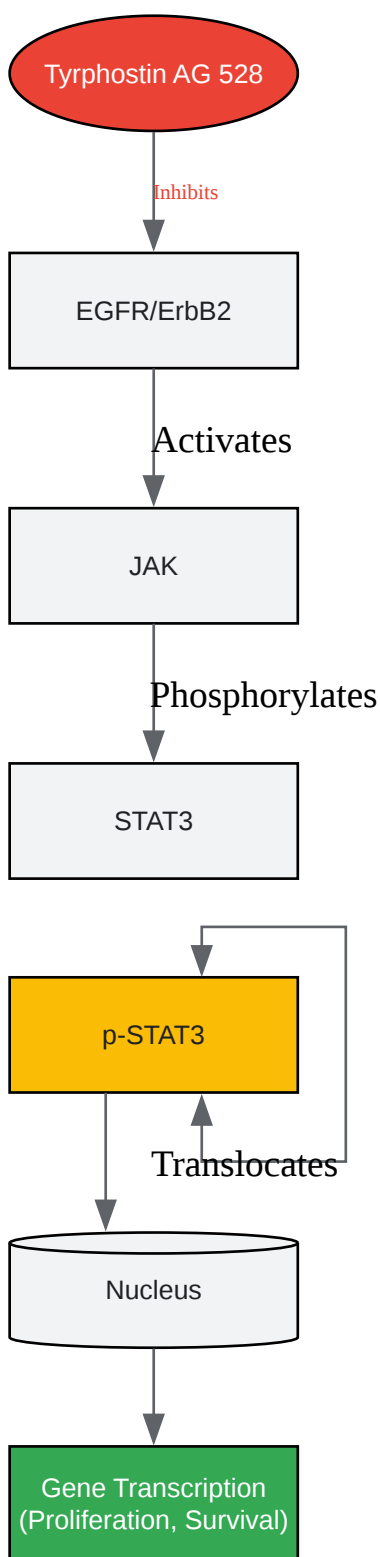 Tyrphostin AG 528
Inhibits
EGFR/ErbB2
Activates
JAK
Phosphorylates
STAT3
p-STAT3
Translocates
Nucleus
Gene Transcription
(Proliferation, Survival)